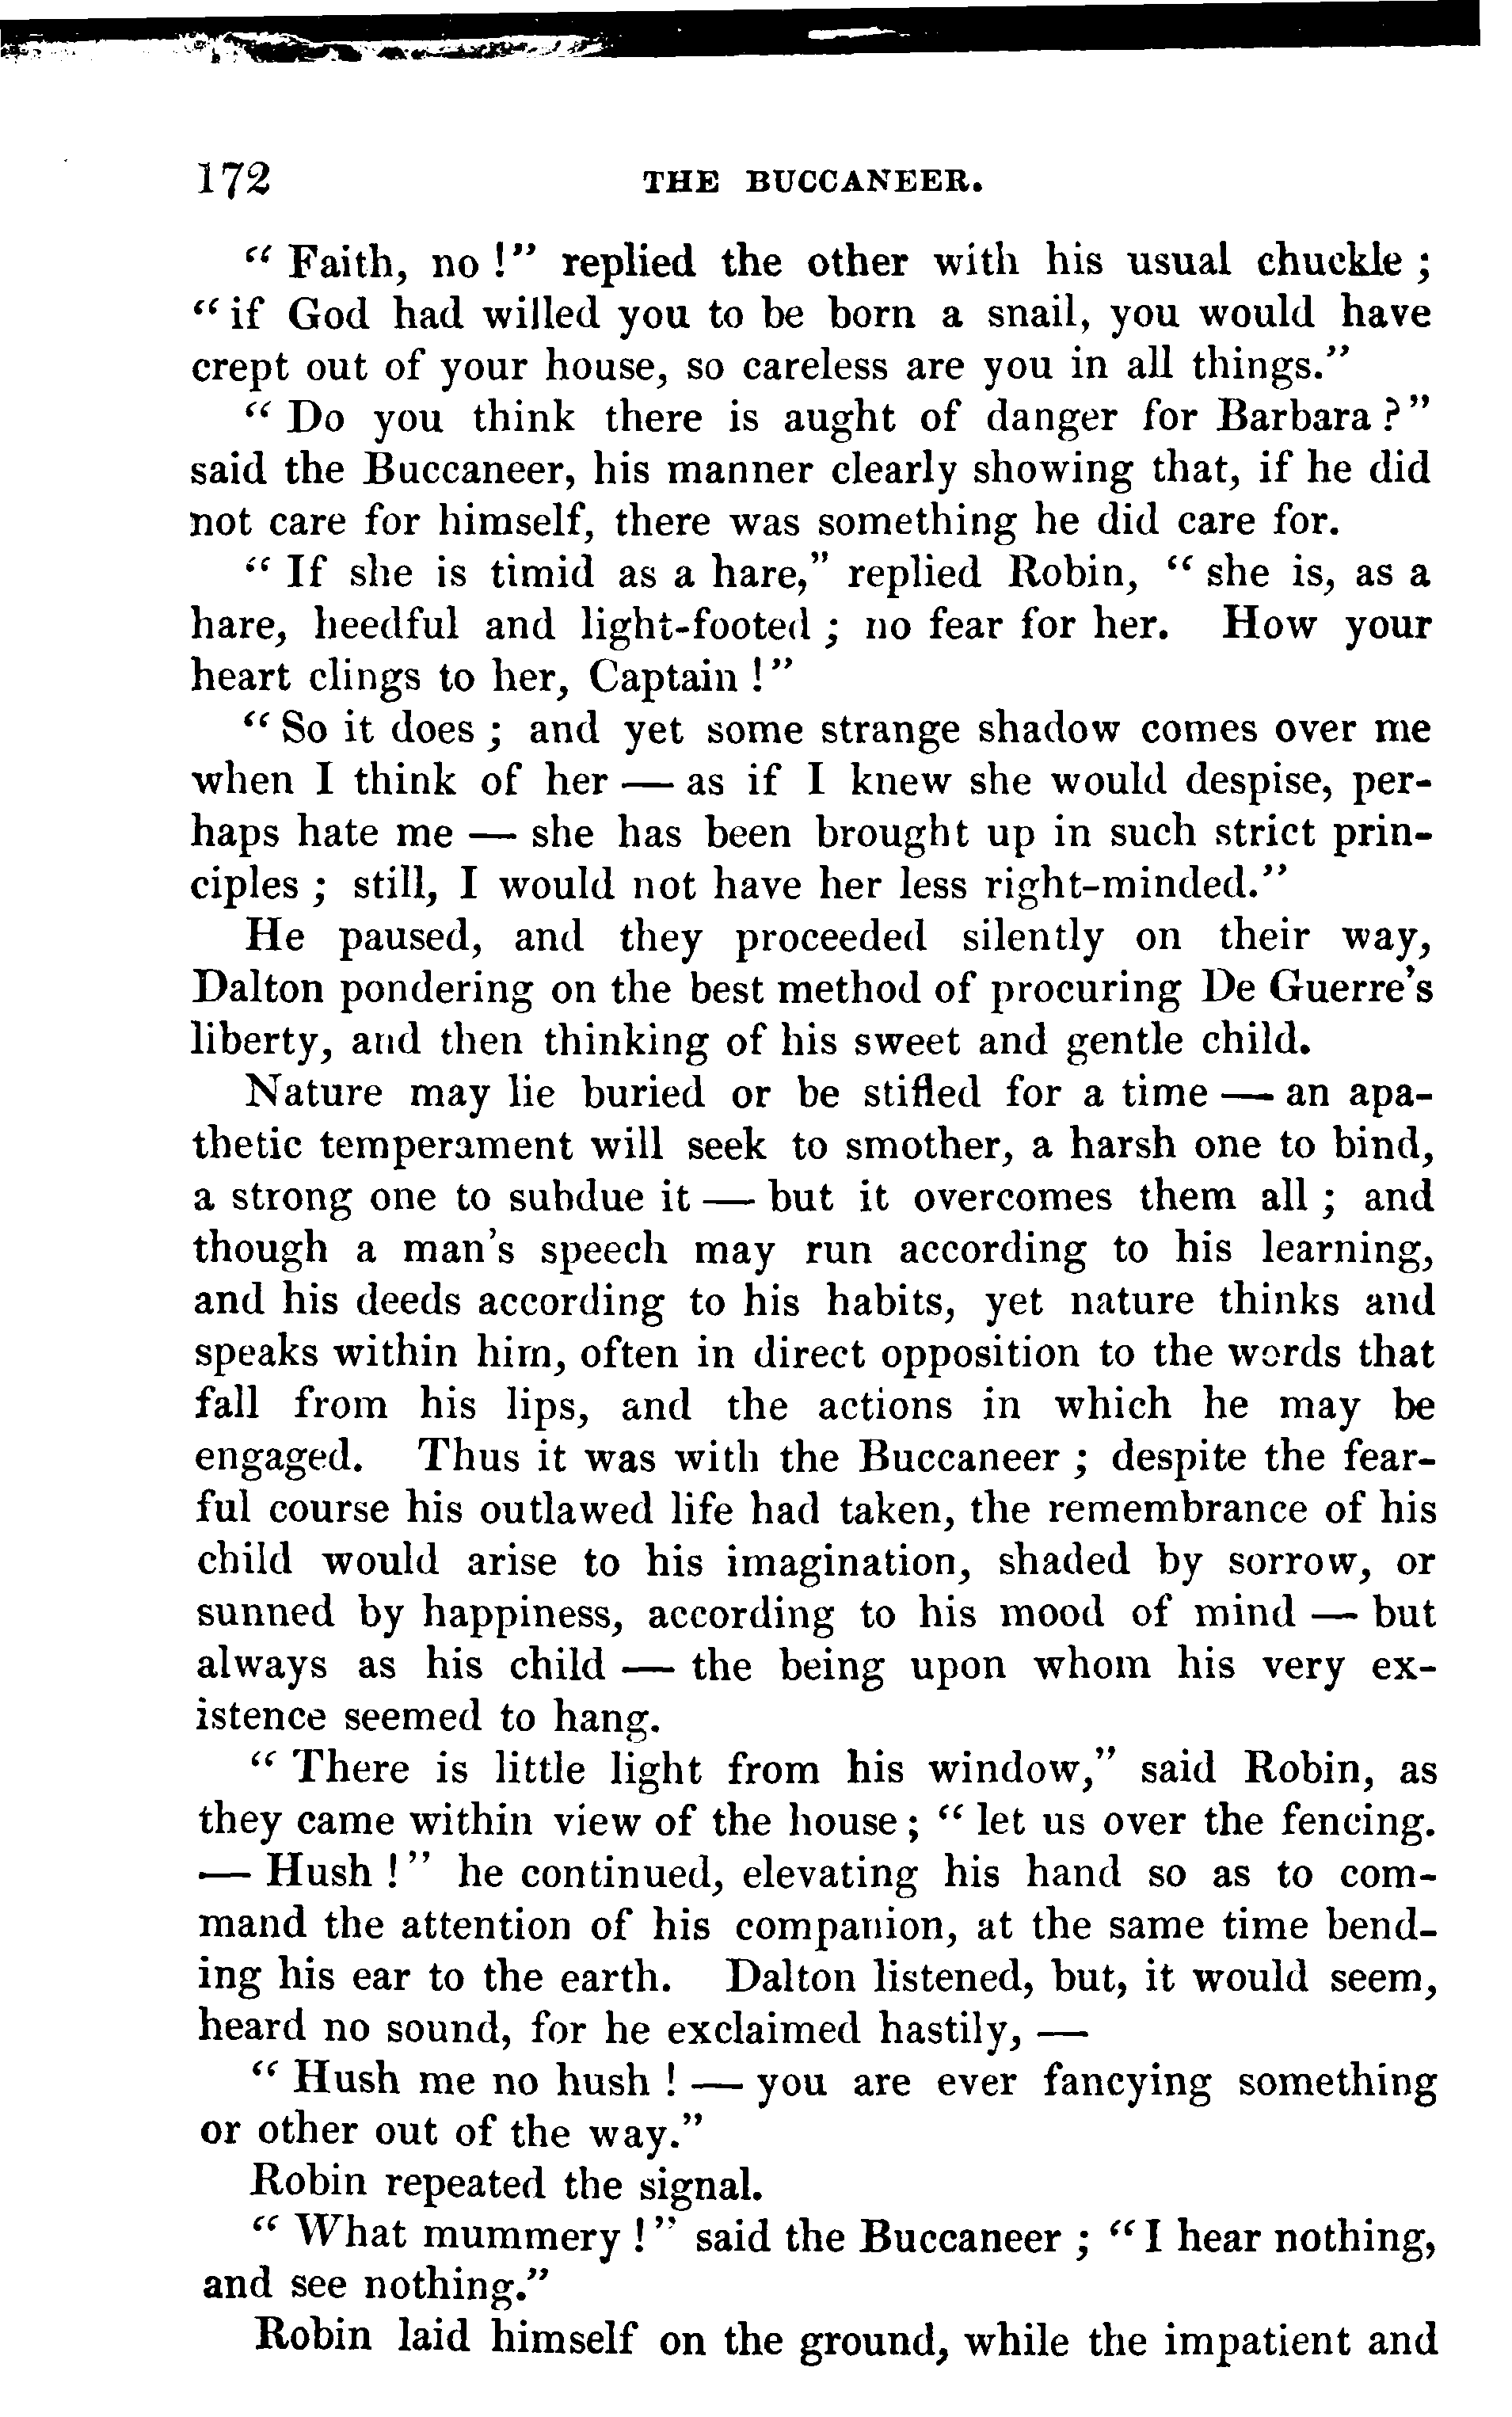 172 THE BUCCANEER.
“ Faith, no !” replied the other with his usual chuckle ;
“ if God had willed you to be born a snail, you would have
crept out of your house, so careless are you in all things.”
“ Do you think there is aught of danger for Barbara ?”
said the Buccaneer, his manner clearly showing that, if he did
not care for himself, there was something he did care for.
“ If she is timid as a hare,” replied Robin, “ she is, as a
hare, heedful and light-footed ; no fear for her. How your
heart clings to her, Captain !”
“ So it does ; and yet some strange shadow comes over me
when I think of her — as if I knew she would despise, per-
haps hate me — she has been brought up in such strict prin-
ciples ; still, I would not have her less right-minded.”
He paused, and they proceeded silently on their way,
Dalton pondering on the best method of procuring De Guerre's
liberty, and then thinking of his sweet and gentle child.
Nature may lie buried or be stifled for a time — an apa-
thetic temperament will seek to smother, a harsh one to bind,
a strong one to subdue it — but it overcomes them all ; and
though a man's speech may run according to his learning,
and his deeds according to his habits, yet nature thinks and
speaks within him, often in direct opposition to the words that
fall from his lips, and the actions in which he may be
engaged. Thus it was with the Buccaneer ; despite the fear-
ful course his outlawed life had taken, the remembrance of his
child would arise to his imagination, shaded by sorrow, or
sunned by happiness, according to his mood of mind — but
always as his child — the being upon whom his very ex-
istence seemed to hang.
“ There is little light from his window,” said Robin, as
they came within view of the house ; “ let us over the fencing.
— Hush !” he continued, elevating his hand so as to com-
mand the attention of his companion, at the same time bend-
ing his ear to the earth. Dalton listened, but, it would seem,
heard no sound, for he exclaimed hastily, —
“ Hush me no hush ! — you are ever fancying something
or other out of the way.”
Robin repeated the signal.
“ What mummery !” said the Buccaneer ; “ I hear nothing,
and see nothing.”
Robin laid himself on the ground, while the impatient and